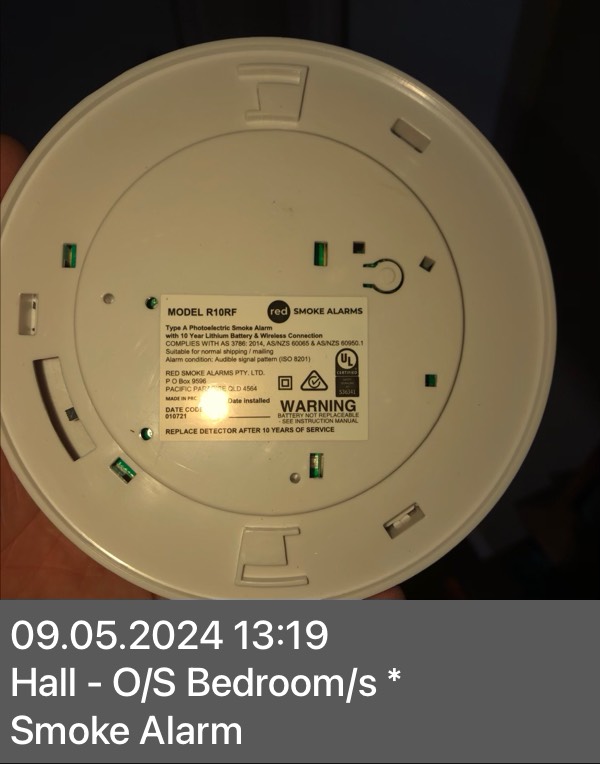 MODEL R10RF
red SMOKE ALARMS
Type A Photoelectric Smoke Alarm
with 10 Year Lithium Battery & Wireless Connection
COMPLIES WITH AS 3786: 2014, AS/NZS 60065 & AS/NZS 60950.1
Suitable for normal shipping / mailing
Alarm condition: Audible signal pattern (ISO 8201)
RED SMOKE ALARMS PTY. LTD.
P O Box 9596
PACIFIC QLD 4564
UL
CERTIFIED
MADE IN PRC
Date installed
DATE CODE
010721
WARNING
BATTERY NOT REPLACEABLE
- SEE INSTRUCTION MANUAL
REPLACE DETECTOR AFTER 10 YEARS OF SERVICE
09.05.2024 13:19
Hall - O/S Bedroom/s *
Smoke Alarm